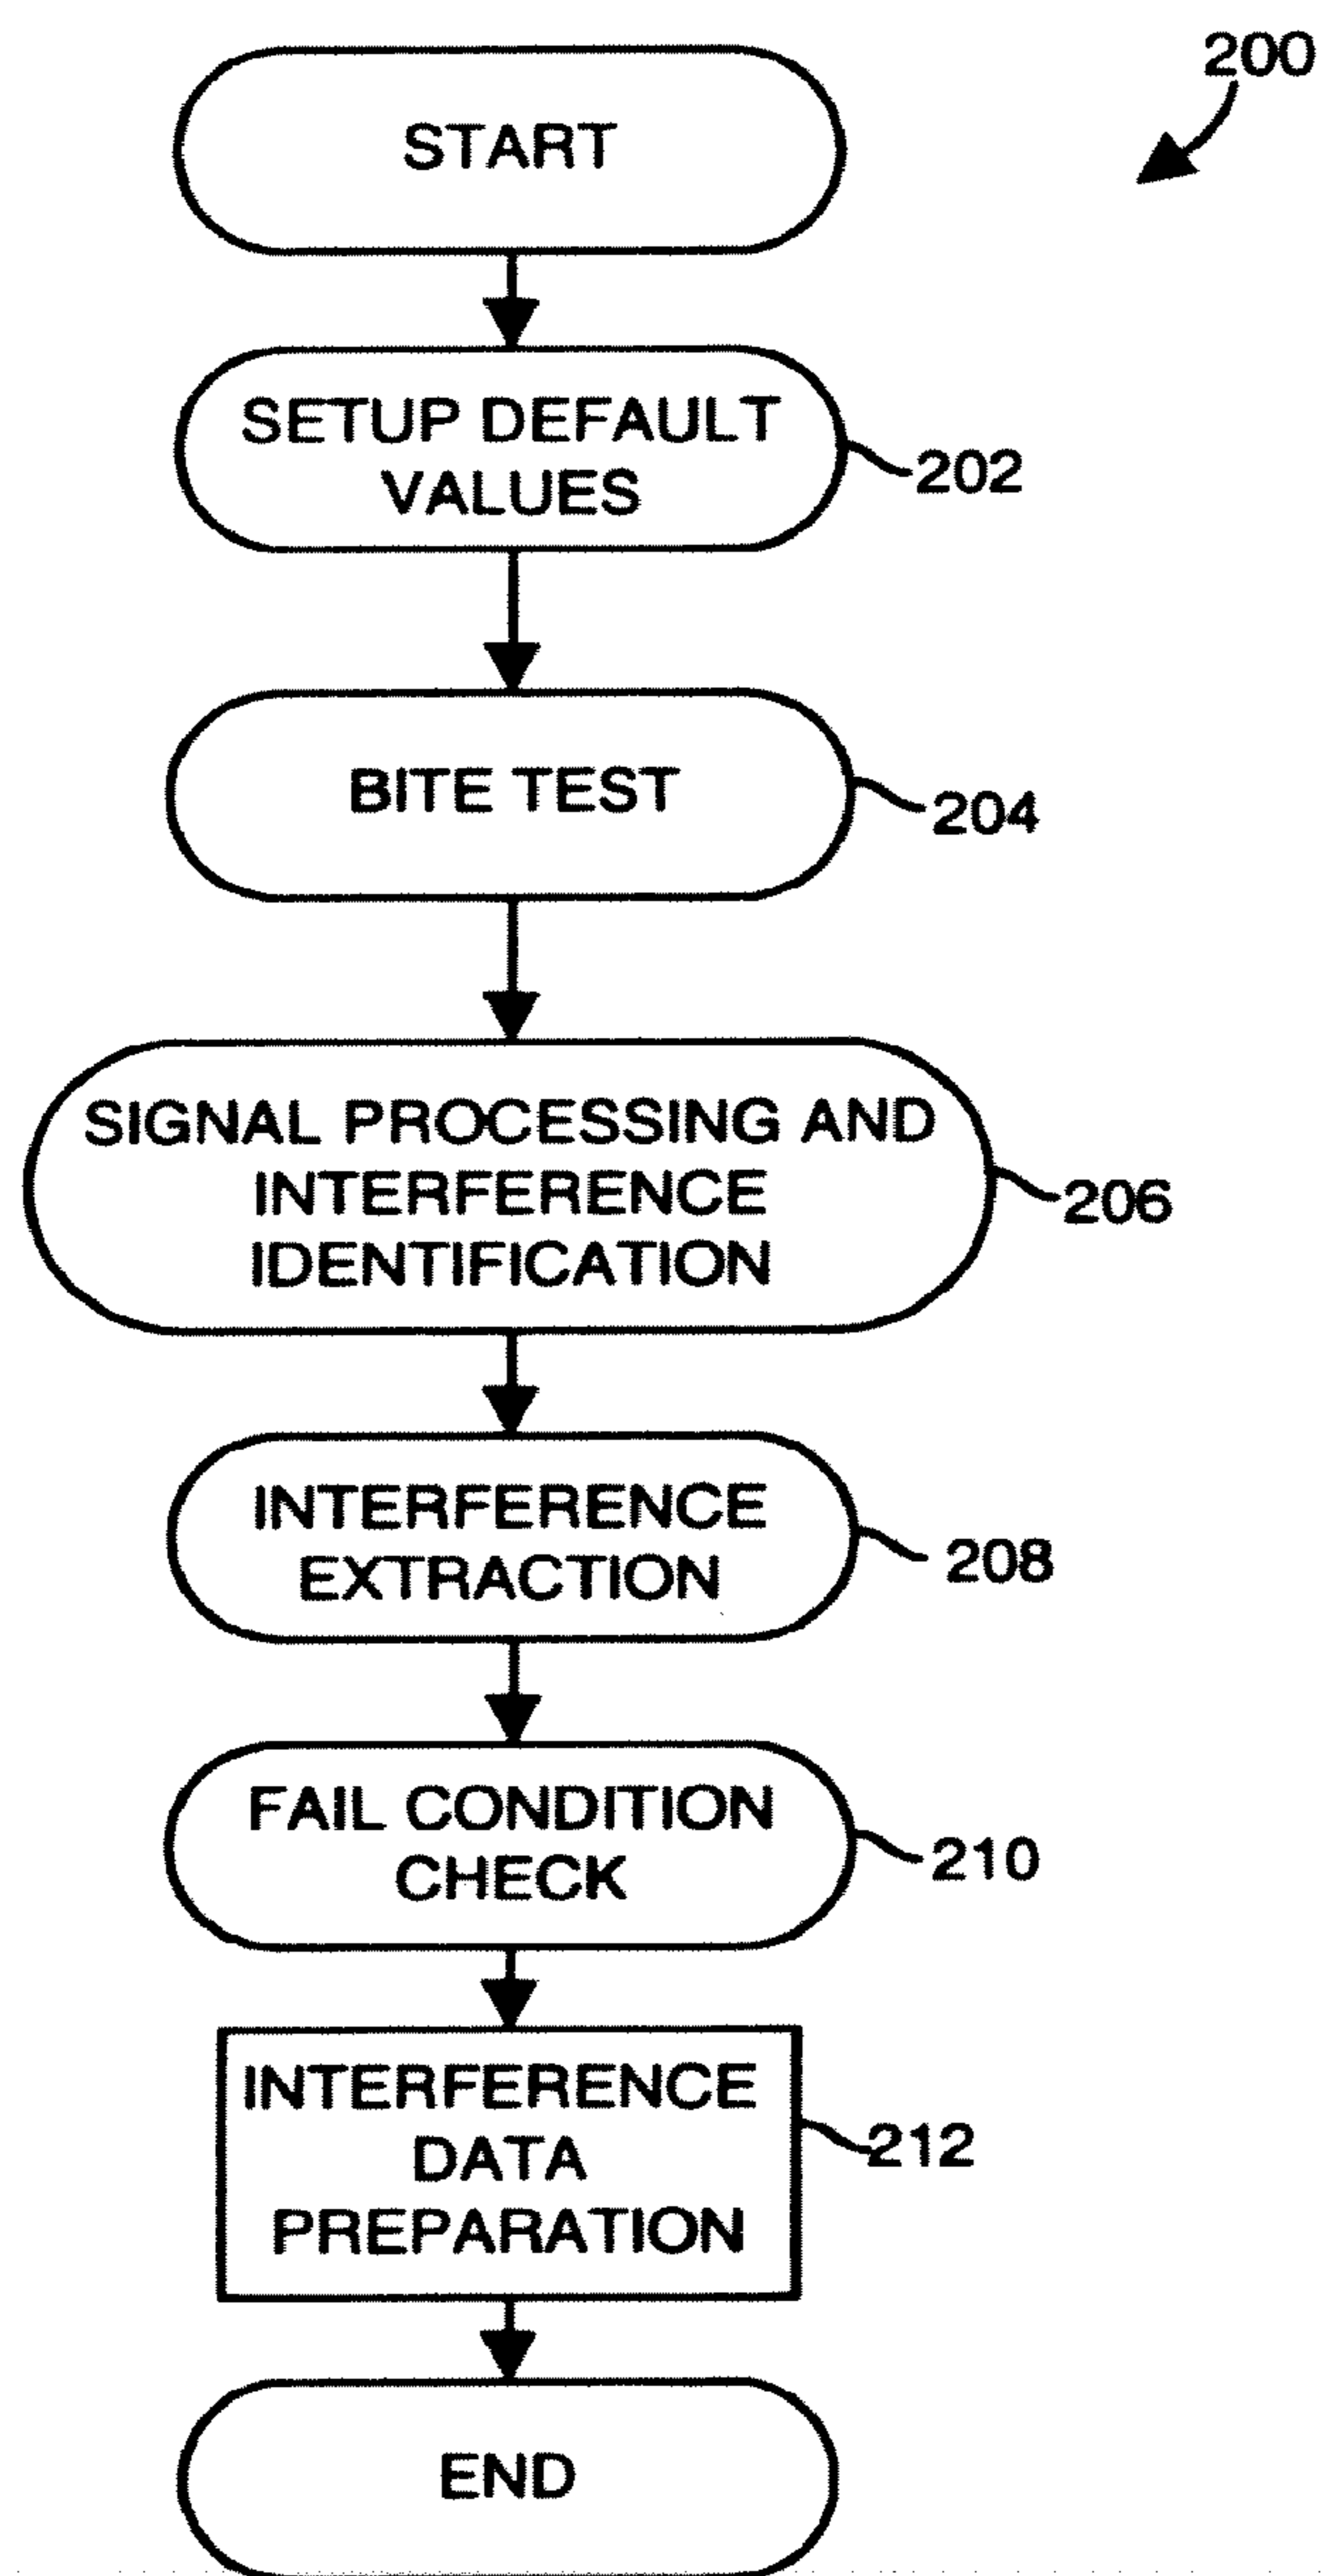 200
START
SETUP DEFAULT
VALUES
202
BITE TEST
204
SIGNAL PROCESSING AND
INTERFERENCE
IDENTIFICATION
206
INTERFERENCE
EXTRACTION
208
FAIL CONDITION
CHECK
210
INTERFERENCE
DATA
PREPARATION
212
END